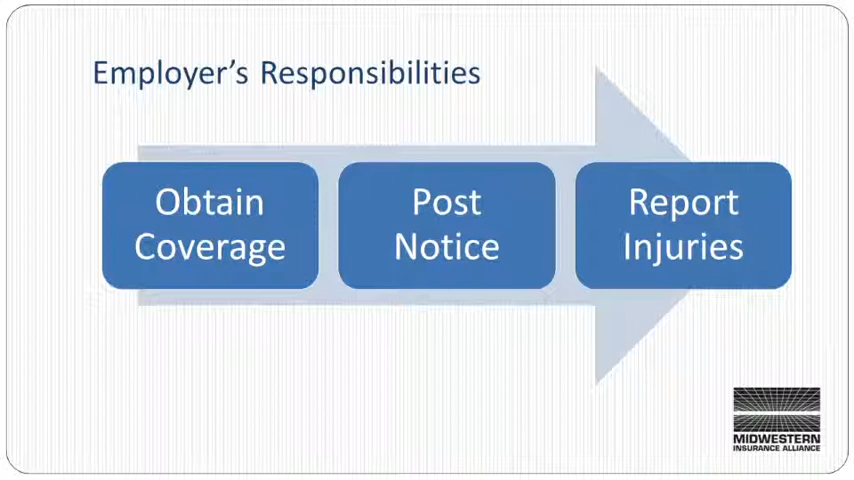 Employer's Responsibilities
Obtain
Coverage
Post
Notice
Report
Injuries
MIDWESTERN
INSURANCE ALLIANCE